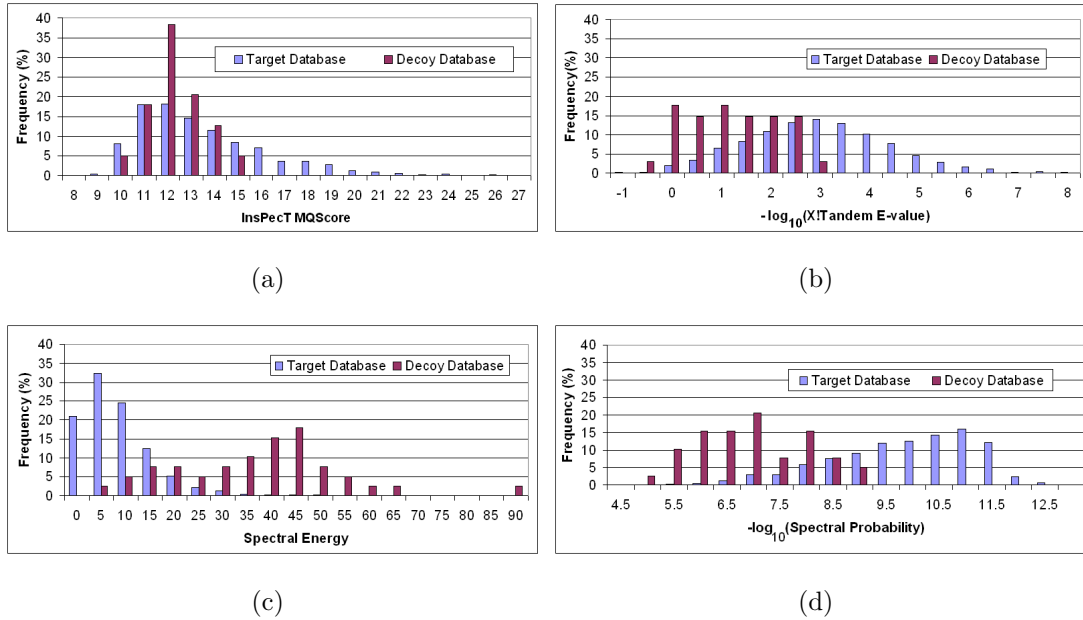 40
35
30
25
20
15
10
5
0
Frequency (%)
Target Database Decoy Database
8 9 10 11 12 13 14 15 16 17 18 19 20 21 22 23 24 25 26 27
InsPecT MQScore
(a)
40
35
30
25
20
15
10
5
0
Frequency(%)
Target Database Decoy Database
-1 0 1 2 3 4 5 6 7 8
-log10(X!Tandem E-value)
(b)
40
35
30
25
20
15
10
5
0
Frequency (%)
Target Database Decoy Database
0 5 10 15 20 25 30 35 40 45 50 55 60 65 70 75 80 85 90
Spectral Energy
(c)
40
35
30
25
20
15
10
5
0
Frequency (%)
Target Database Decoy Database
4.5 5.5 6.5 7.5 8.5 9.5 10.5 11.5 12.5
-log10(Spectral Probability)
(d)